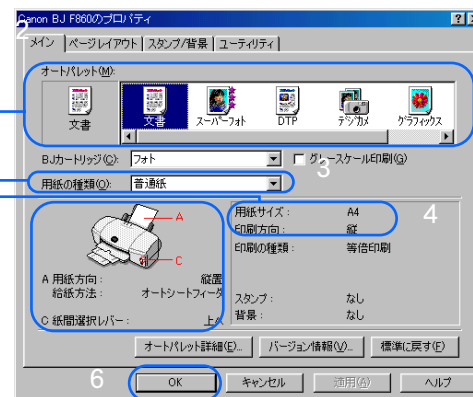 Canon BJ F860のプロパティ
2
メイン ページレイアウト スタンプ/背景 ユーティリティ
オートパレット(M):
文書 文書 スーパーフォト DTP デジカメ グラフィックス
BJカートリッジ(C): フォト グレースケール印刷(G)
3
用紙の種類(O): 普通紙
A
C
用紙サイズ : A4
4
印刷方向 : 縦
印刷の種類 : 等倍印刷
A 用紙方向 : 縦置
給紙方法 : オートシートフィーダ
スタンプ : なし
C 紙間選択レバー : 上 背景 : なし
オートパレット詳細(E)... バージョン情報(V)... 標準に戻す(F)
6
OK キャンセル 適用(A) ヘルプ